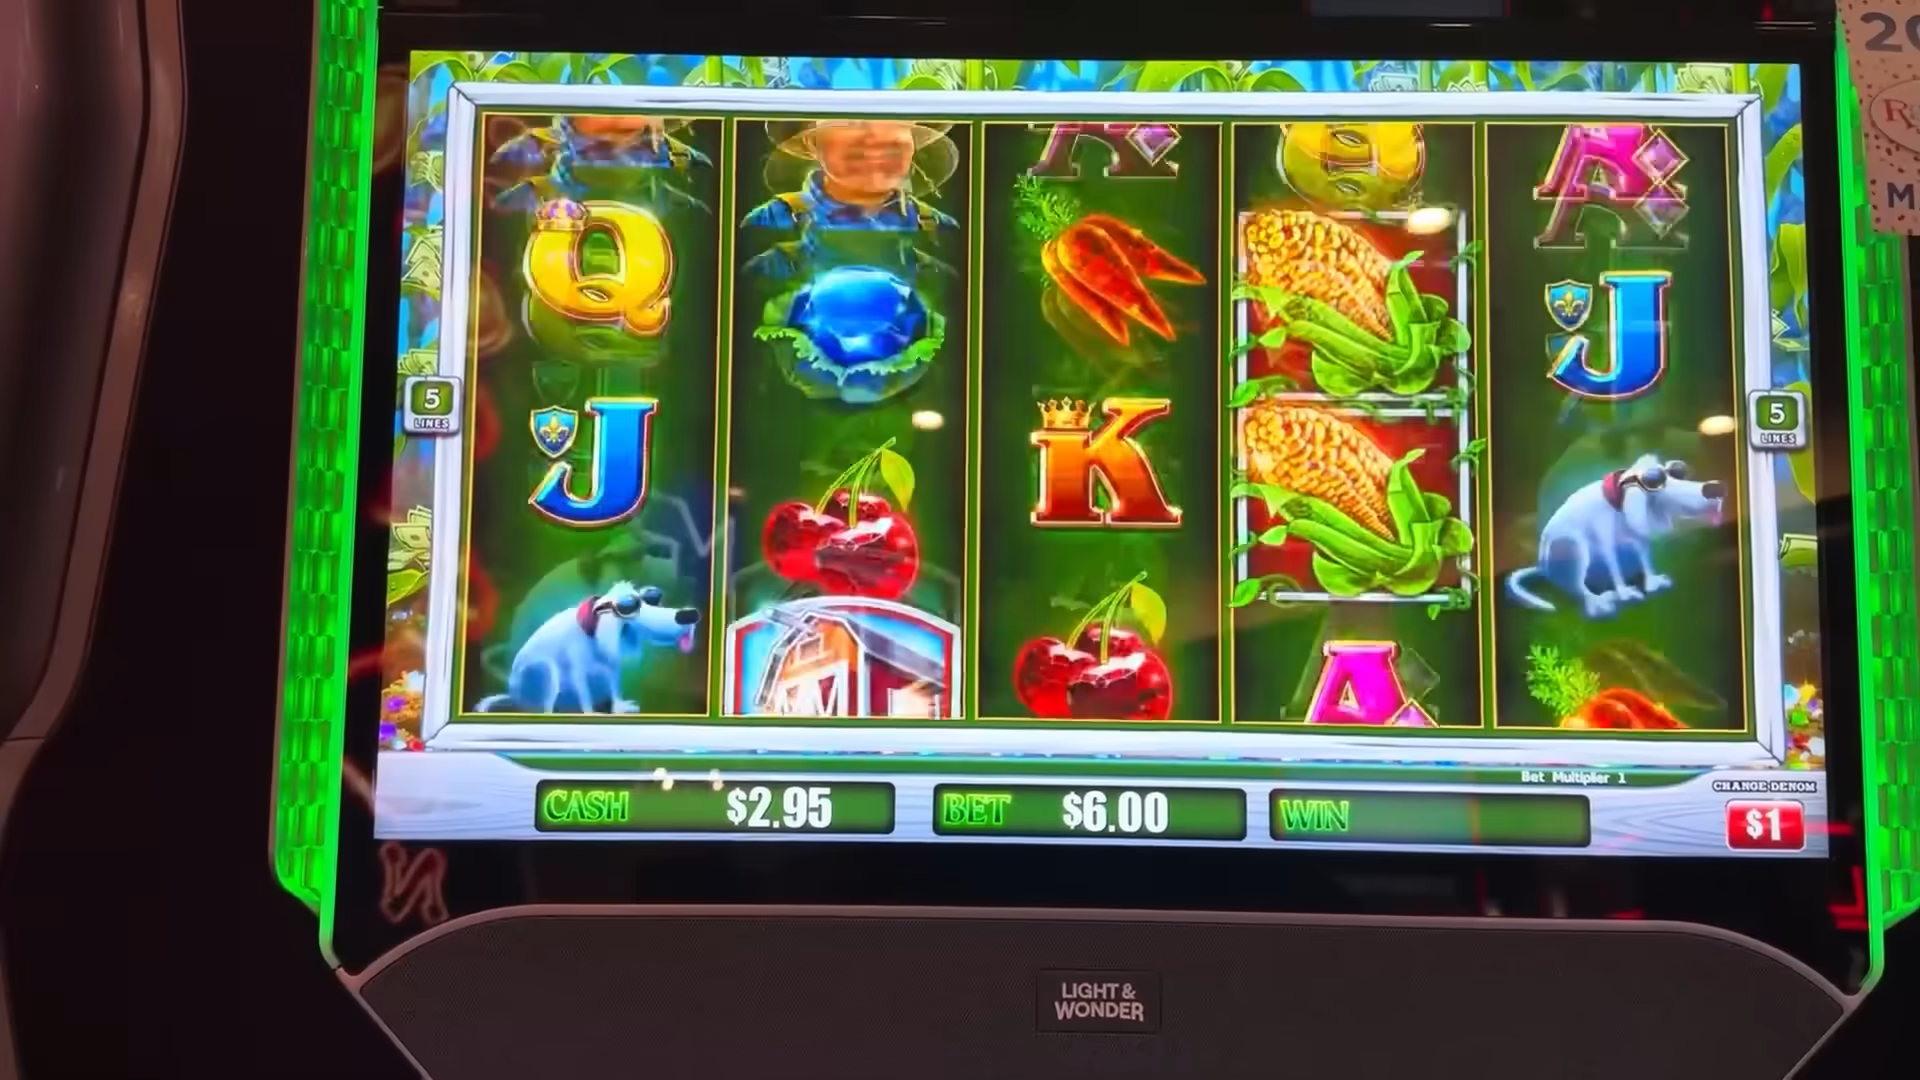 20
R
M
A
A
Q
J
5
LINES
5
LINES
J
K
A
Bet Multiplier 1
CHANGE DENOM
CASH $2.95
BET $6.00
WIN
$1
LIGHT &
WONDER